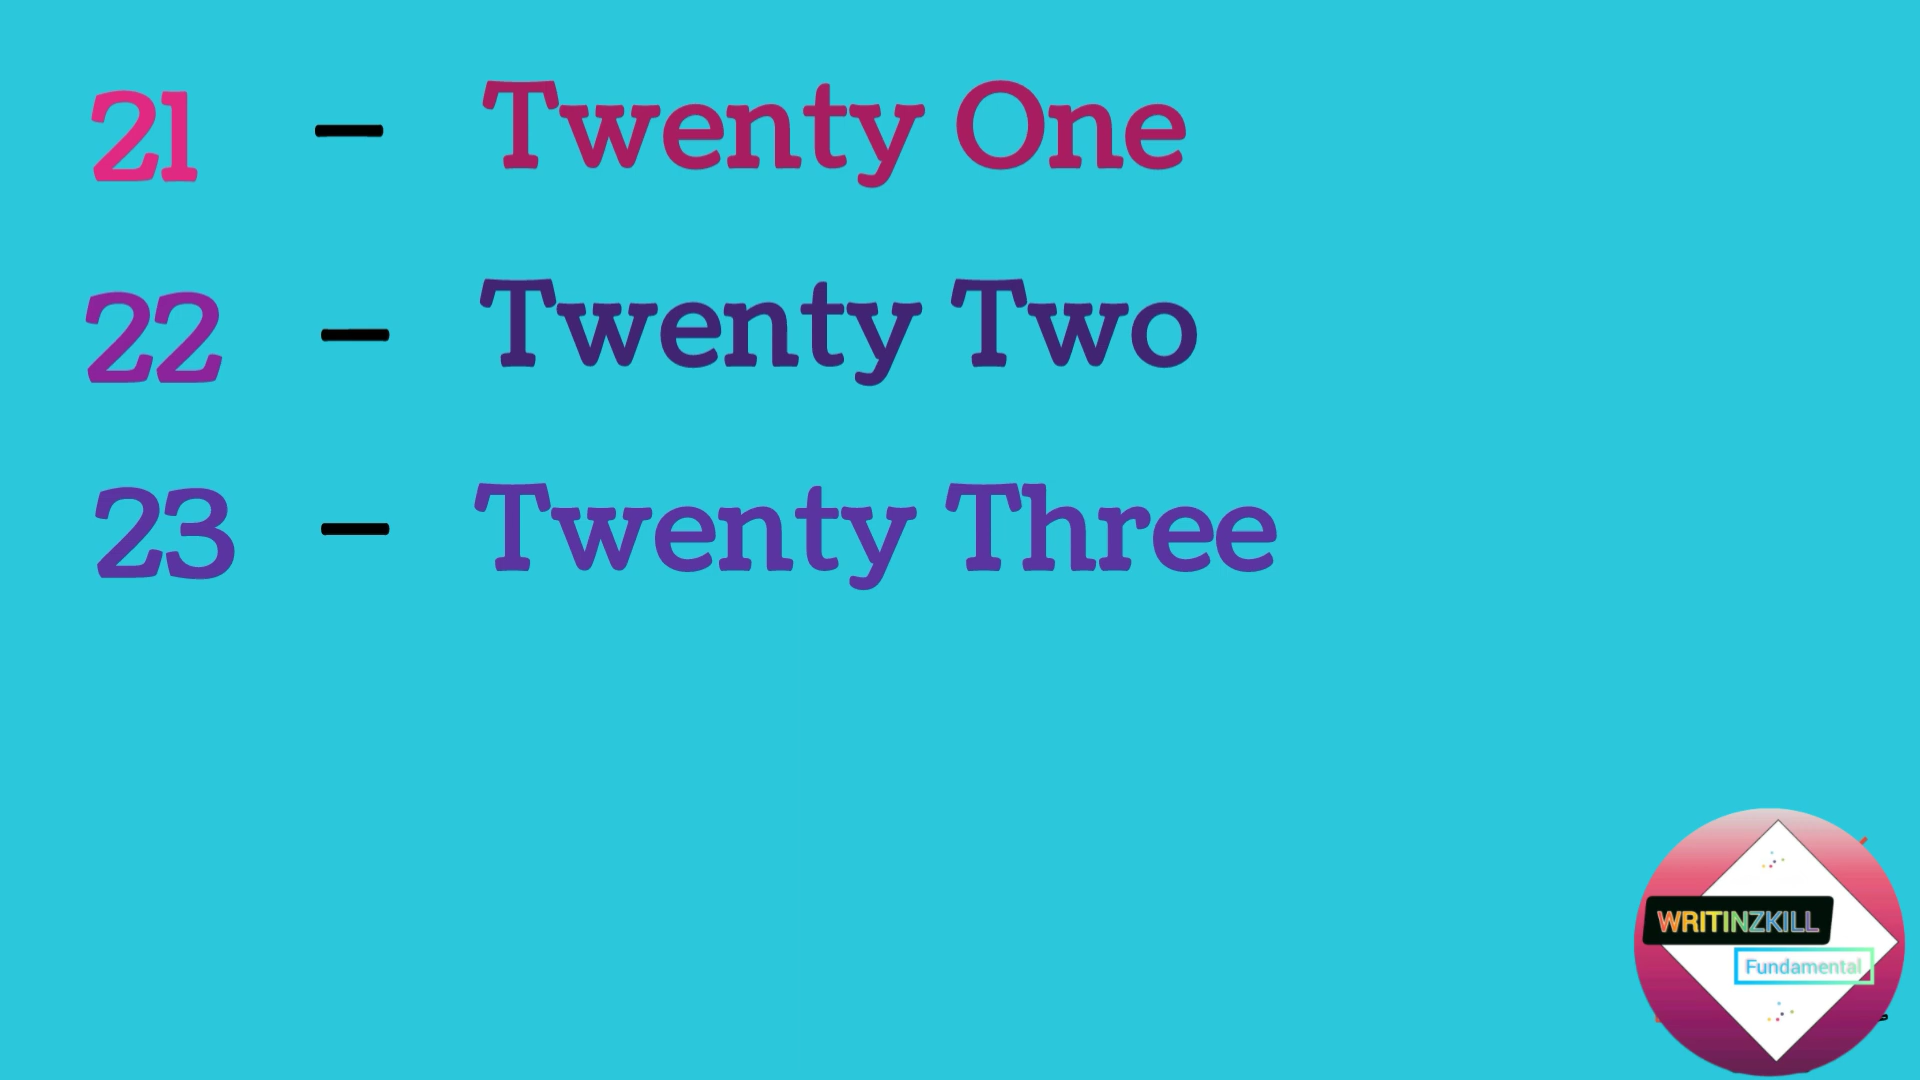 21 – Twenty One
22 – Twenty Two
23 – Twenty Three
WRITINZKILL
Fundamental